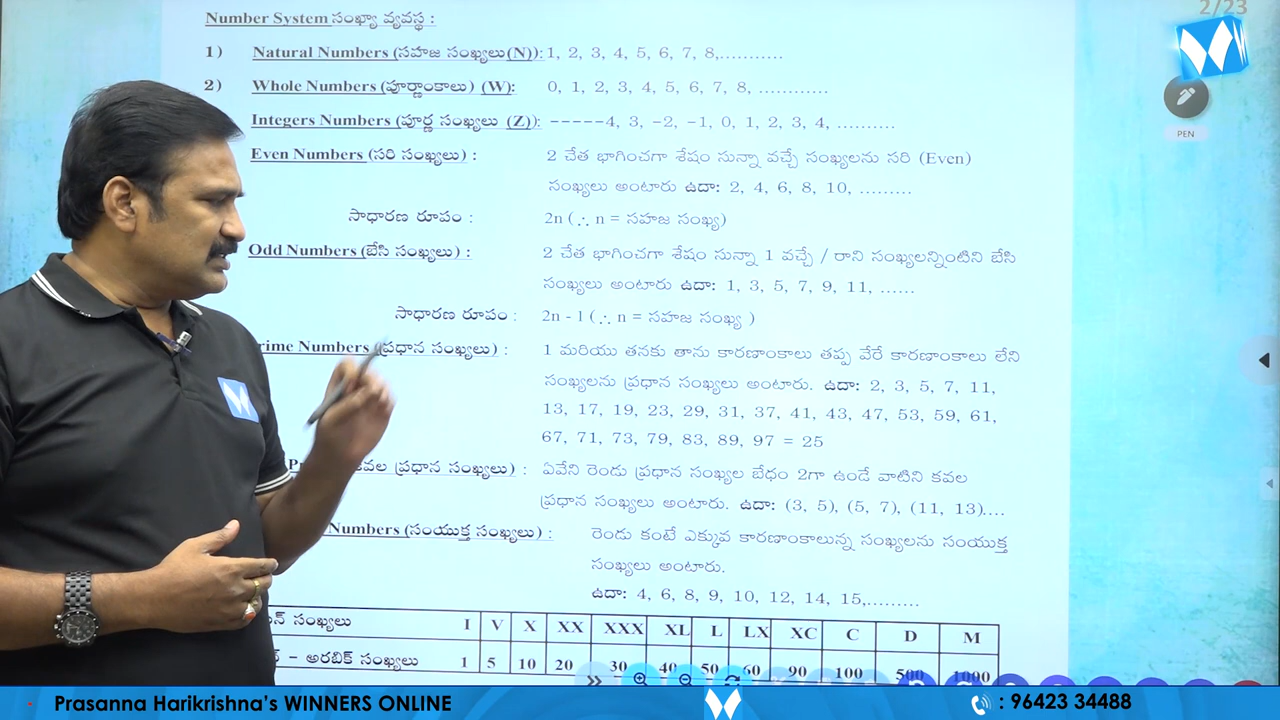 2/23
Number System సంఖ్యా వ్యవస్థ :
1) Natural Numbers (సహజ సంఖ్యలు(N)): 1, 2, 3, 4, 5, 6, 7, 8,...........
2) Whole Numbers (పూర్ణాంకాలు) (W): 0, 1, 2, 3, 4, 5, 6, 7, 8, ............
PEN
Integers Numbers (పూర్ణ సంఖ్యలు (Z)): -----4, 3, -2, -1, 0, 1, 2, 3, 4, ..........
Even Numbers (సరి సంఖ్యలు) : 2 చేత భాగించగా శేషం సున్నా వచ్చే సంఖ్యలను సరి (Even)
సంఖ్యలు అంటారు ఉదా: 2, 4, 6, 8, 10, .........
సాధారణ రూపం : 2n (∴ n = సహజ సంఖ్య)
Odd Numbers (బేసి సంఖ్యలు) : 2 చేత భాగించగా శేషం సున్నా 1 వచ్చే / రాని సంఖ్యలన్నింటిని బేసి
సంఖ్యలు అంటారు ఉదా: 1, 3, 5, 7, 9, 11, ......
సాధారణ రూపం : 2n - 1 (∴ n = సహజ సంఖ్య )
rime Numbers (ప్రధాన సంఖ్యలు) : 1 మరియు తనకు తాను కారణాంకాలు తప్ప వేరే కారణాంకాలు లేని
సంఖ్యలను ప్రధాన సంఖ్యలు అంటారు. ఉదా: 2, 3, 5, 7, 11,
13, 17, 19, 23, 29, 31, 37, 41, 43, 47, 53, 59, 61,
67, 71, 73, 79, 83, 89, 97 = 25
కవల ప్రధాన సంఖ్యలు) : ఏవేని రెండు ప్రధాన సంఖ్యల బేధం 2గా ఉండే వాటిని కవల
ప్రధాన సంఖ్యలు అంటారు. ఉదా: (3, 5), (5, 7), (11, 13)....
Numbers (సంయుక్త సంఖ్యలు) : రెండు కంటే ఎక్కువ కారణాంకాలున్న సంఖ్యలను సంయుక్త
సంఖ్యలు అంటారు.
ఉదా: 4, 6, 8, 9, 10, 12, 14, 15,.........
సంఖ్యలు I V X XX XXX XL L LX XC C D M
- అరబిక్ సంఖ్యలు 1 5 10 20 30 40 50 60 90 100 500 1000
- Prasanna Harikrishna's WINNERS ONLINE : 96423 34488